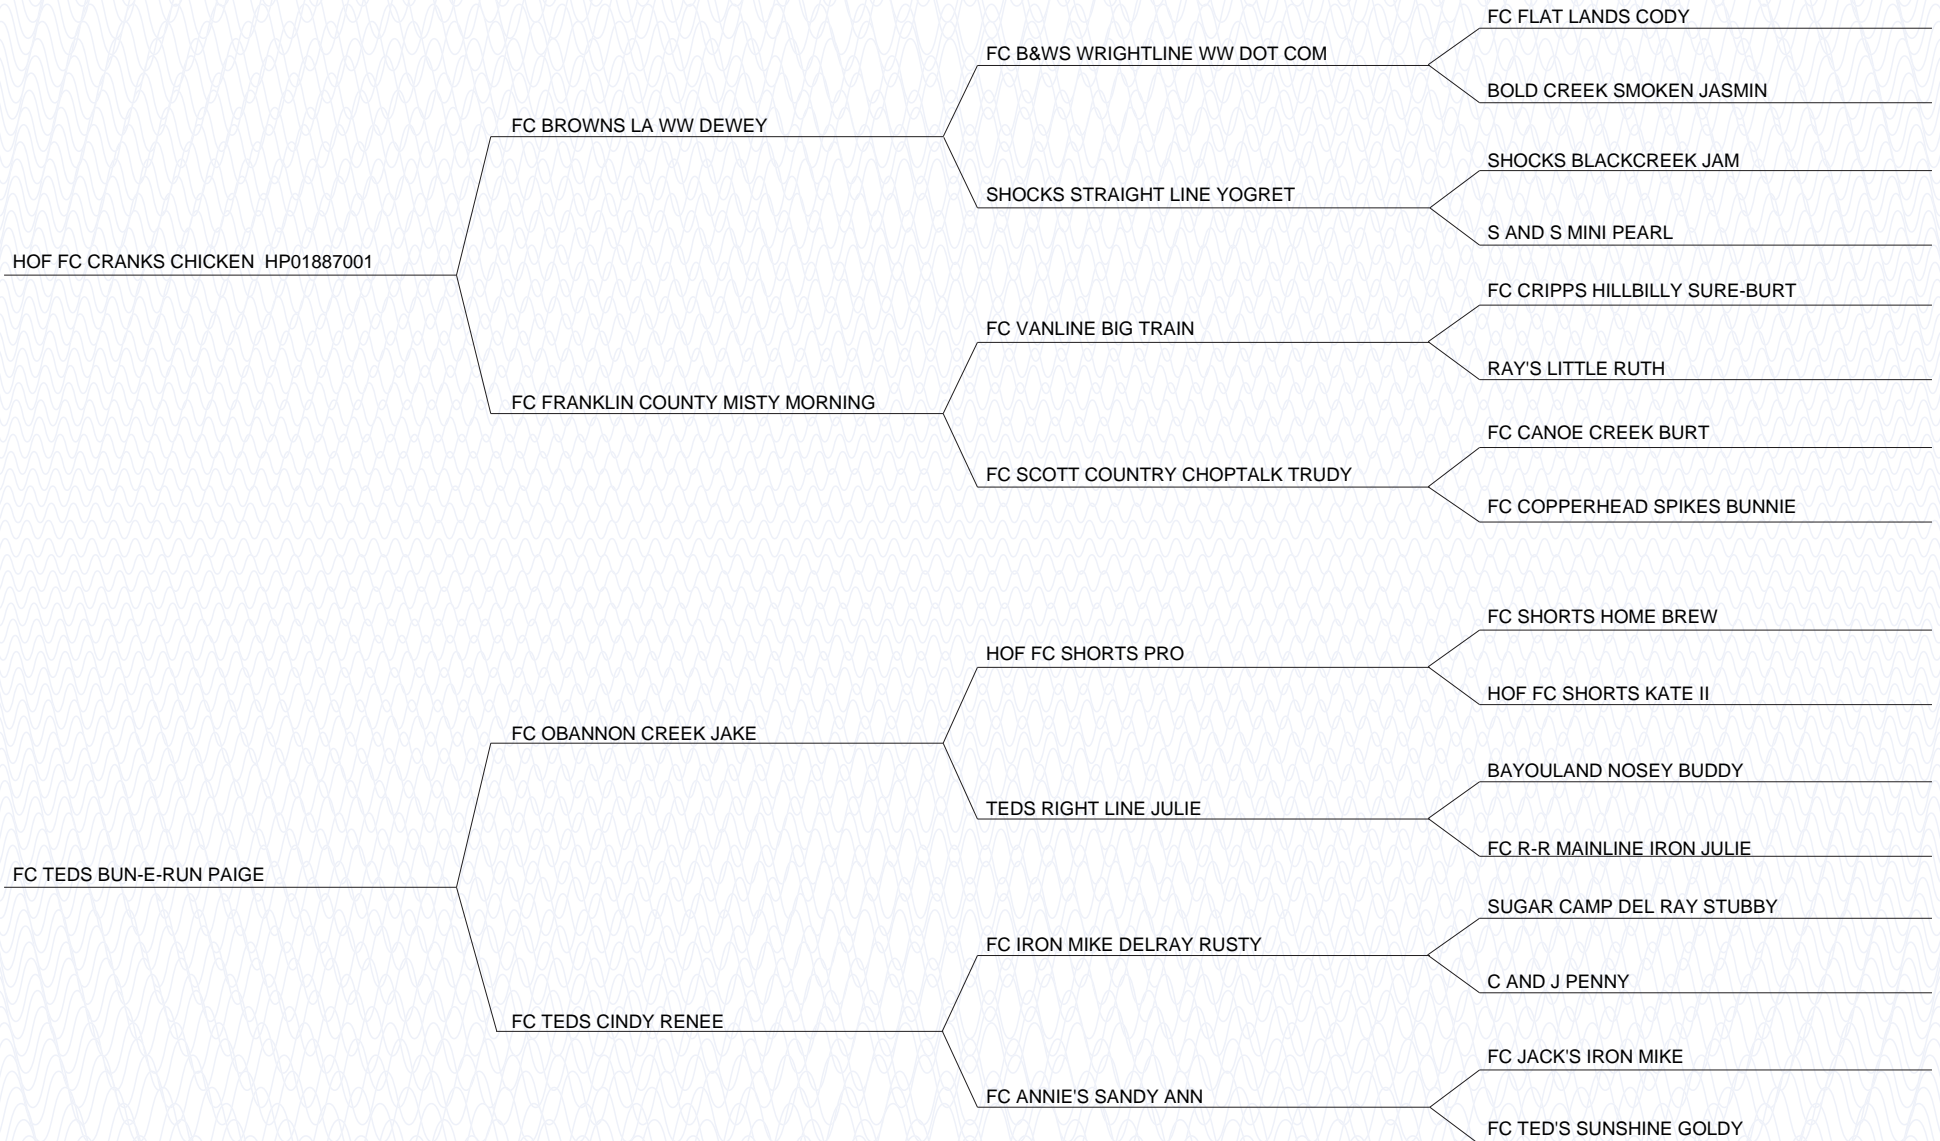 FC FLAT LANDS CODY
FC B&WS WRIGHTLINE WW DOT COM
BOLD CREEK SMOKEN JASMIN
FC BROWNS LA WW DEWEY
SHOCKS BLACKCREEK JAM
SHOCKS STRAIGHT LINE YOGRET
S AND S MINI PEARL
HOF FC CRANKS CHICKEN  HP01887001
FC CRIPPS HILLBILLY SURE-BURT
FC VANLINE BIG TRAIN
RAY'S LITTLE RUTH
FC FRANKLIN COUNTY MISTY MORNING
FC CANOE CREEK BURT
FC SCOTT COUNTRY CHOPTALK TRUDY
FC COPPERHEAD SPIKES BUNNIE
FC SHORTS HOME BREW
HOF FC SHORTS PRO
HOF FC SHORTS KATE II
FC OBANNON CREEK JAKE
BAYOULAND NOSEY BUDDY
TEDS RIGHT LINE JULIE
FC R-R MAINLINE IRON JULIE
FC TEDS BUN-E-RUN PAIGE
SUGAR CAMP DEL RAY STUBBY
FC IRON MIKE DELRAY RUSTY
C AND J PENNY
FC TEDS CINDY RENEE
FC JACK'S IRON MIKE
FC ANNIE'S SANDY ANN
FC TED'S SUNSHINE GOLDY